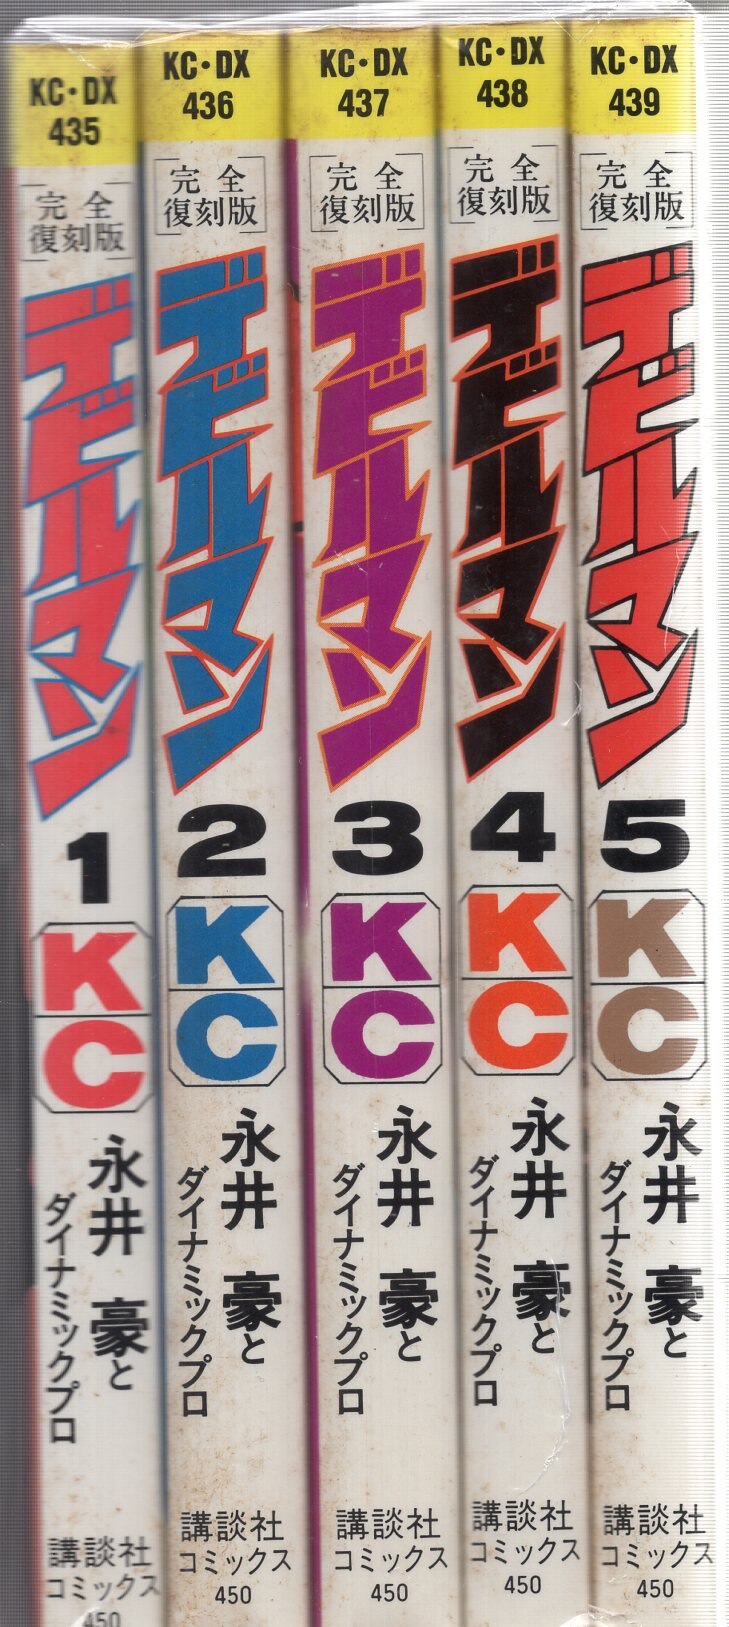 KC・DX
435
完全
復刻版
デビルマン
1
KC
永井豪と
ダイナミックプロ
講談社
コミックス
450
KC・DX
436
完全
復刻版
デビルマン
2
KC
永井豪と
ダイナミックプロ
講談社
コミックス
450
KC・DX
437
完全
復刻版
デビルマン
3
KC
永井豪と
ダイナミックプロ
講談社
コミックス
450
KC・DX
438
完全
復刻版
デビルマン
4
KC
永井豪と
ダイナミックプロ
講談社
コミックス
450
KC・DX
439
完全
復刻版
デビルマン
5
KC
永井豪と
ダイナミックプロ
講談社
コミックス
450